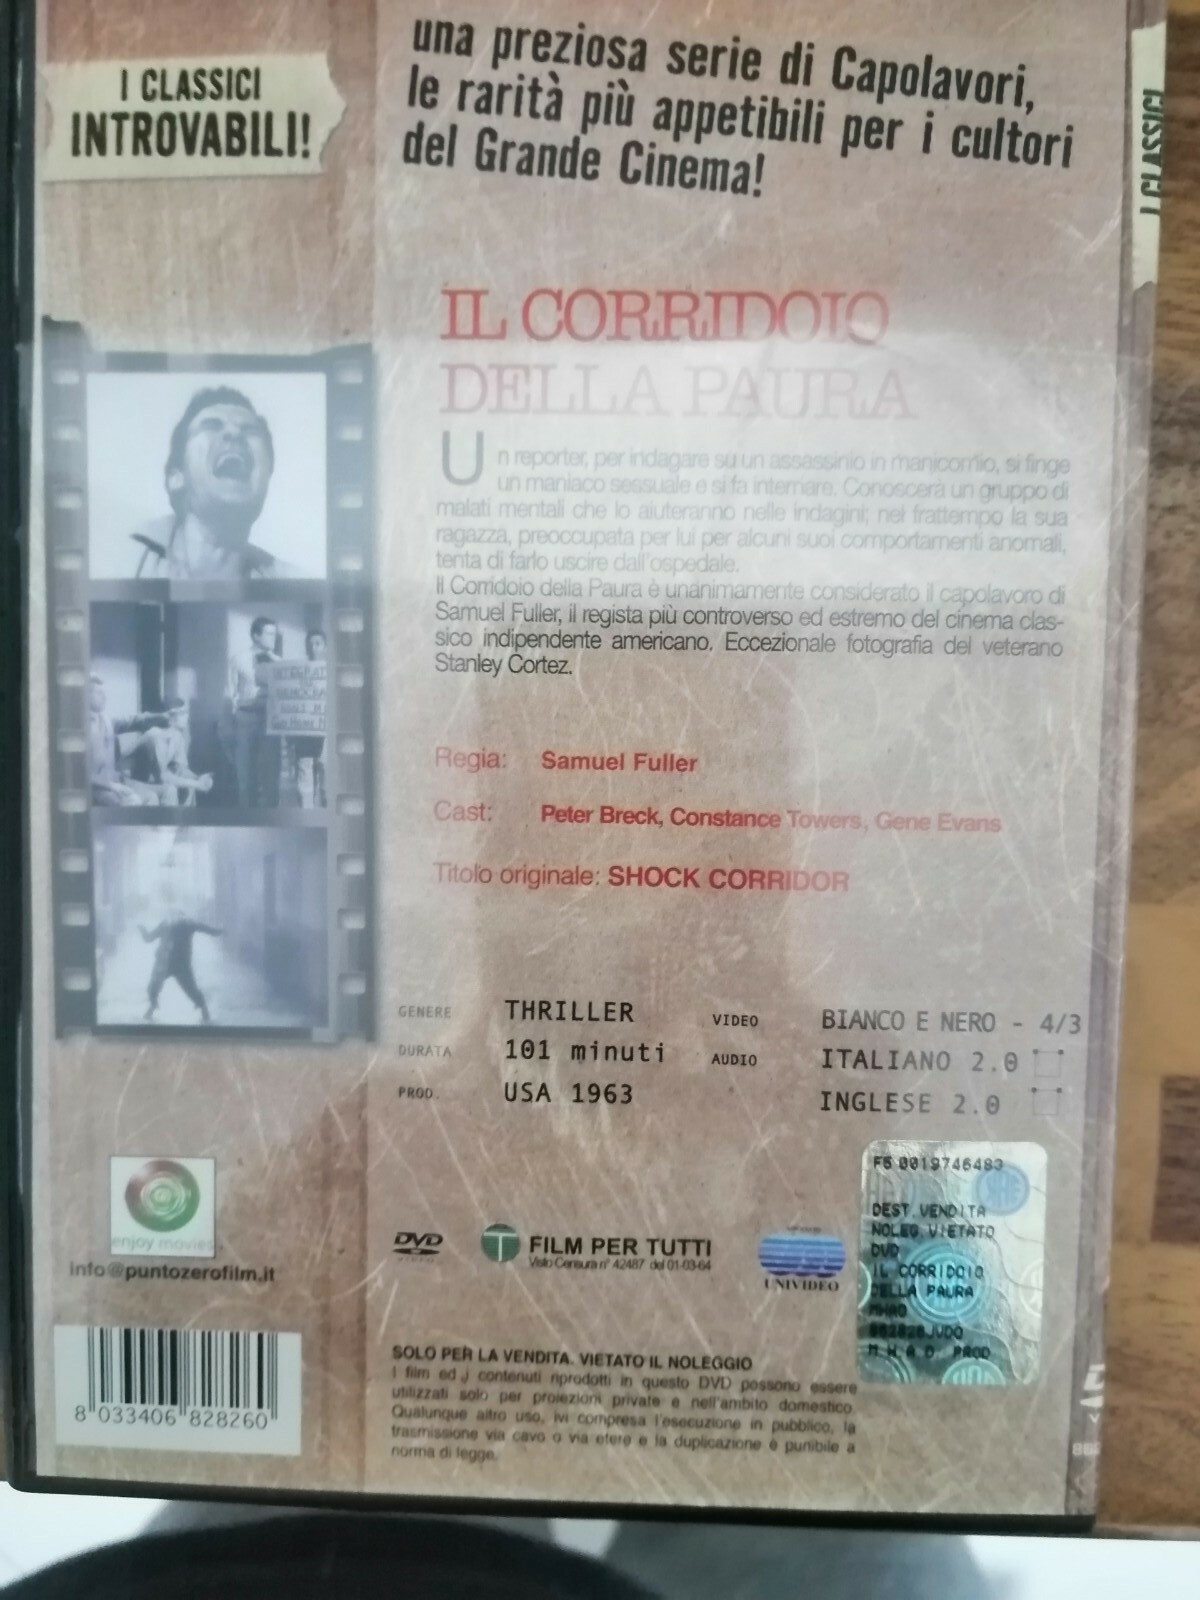 una preziosa serie di Capolavori,
le rarità più appetibili per i cultori
del Grande Cinema!
I CLASSICI
INTROVABILI!
I CLASSICI
IL CORRIDOIO
DELLA PAURA
Un reporter, per indagare su un assassinio in manicomio, si finge
un maniaco sessuale e si fa internare. Conoscerà un gruppo di
malati mentali che lo aiuteranno nelle indagini; nel frattempo la sua
ragazza, preoccupata per lui per alcuni suoi comportamenti anomali,
tenta di farlo uscire dall'ospedale.
Il Corridoio della Paura è unanimamente considerato il capolavoro di
Samuel Fuller, il regista più controverso ed estremo del cinema clas-
sico indipendente americano. Eccezionale fotografia del veterano
Stanley Cortez.
Regia: Samuel Fuller
Cast: Peter Breck, Constance Towers, Gene Evans
Titolo originale: SHOCK CORRIDOR
GENERE THRILLER
DURATA 101 minuti
PROD. USA 1963
VIDEO BIANCO E NERO - 4/3
AUDIO ITALIANO 2.0
INGLESE 2.0
enjoy movies
info@puntozerofilm.it
DVD
VIDEO
T FILM PER TUTTI
Visto Censura n° 42487 del 01-03-64
UNIVIDEO
0019746483
DEST.VENDITA
NOLEG.VIETATO
DVD
IL CORRIDOIO
DELLA PAURA
M.H.A.D. PROD
SOLO PER LA VENDITA. VIETATO IL NOLEGGIO
I film ed i contenuti riprodotti in questo DVD possono essere
utilizzati solo per proiezioni private e nell'ambito domestico.
Qualunque altro uso, ivi compresa l'esecuzione in pubblico, la
trasmissione via cavo o via etere e la duplicazione è punibile a
norma di legge.
8 033406 828260